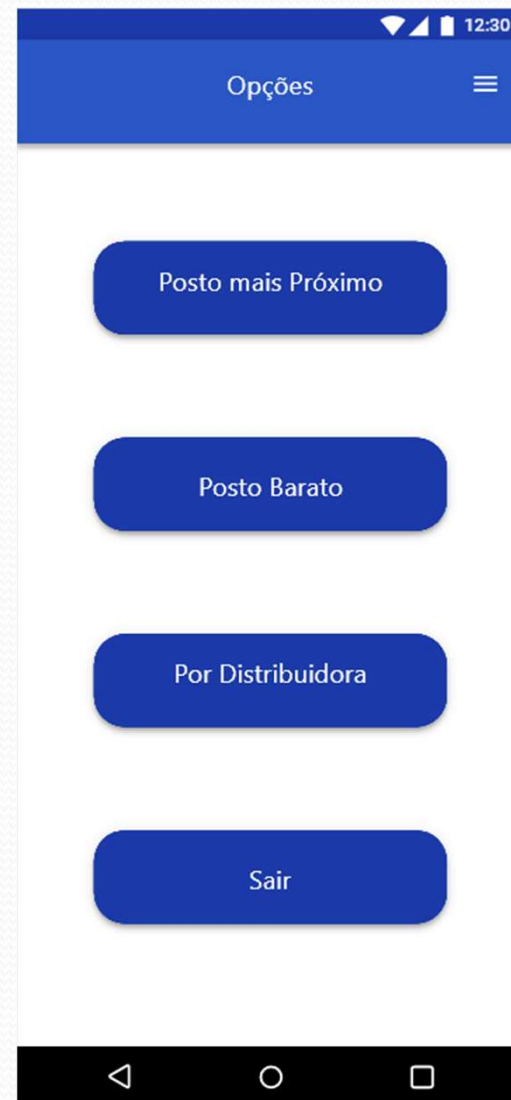 12:30
Opções
Posto mais Próximo
Posto Barato
Por Distribuidora
Sair